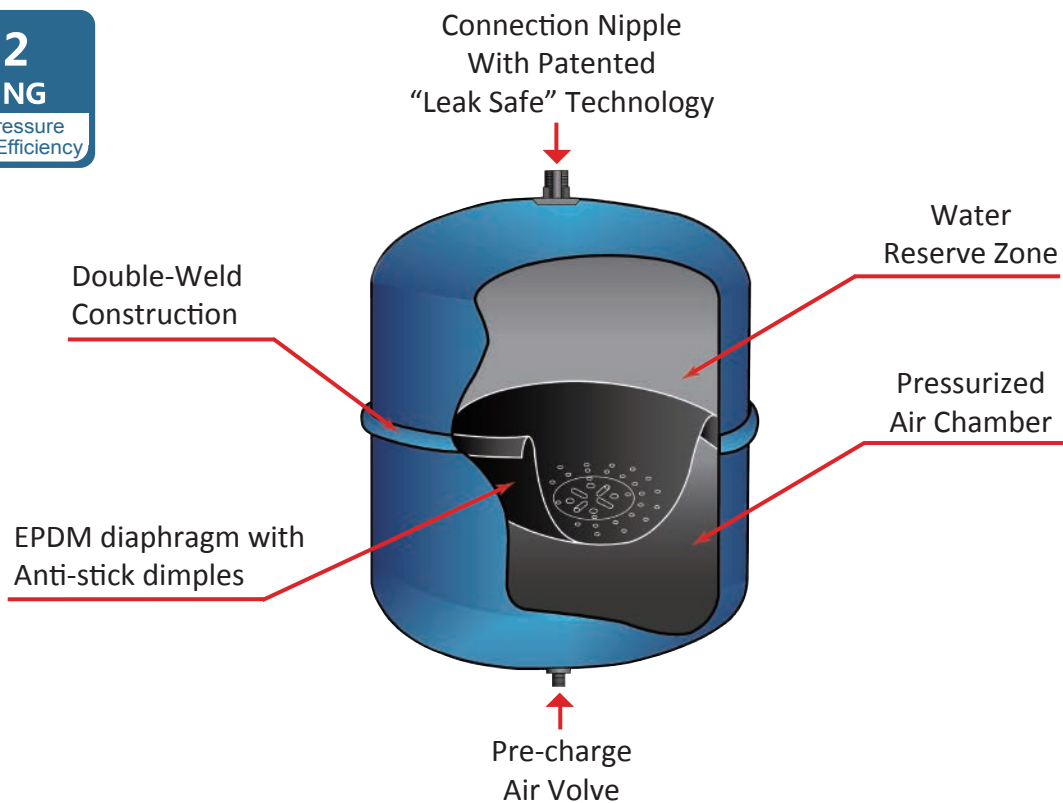 2
NG
ressure
Efficiency
Connection Nipple
With Patented
“Leak Safe” Technology
Water
Reserve Zone
Double-Weld
Construction
Pressurized
Air Chamber
EPDM diaphragm with
Anti-stick dimples
Pre-charge
Air Volve